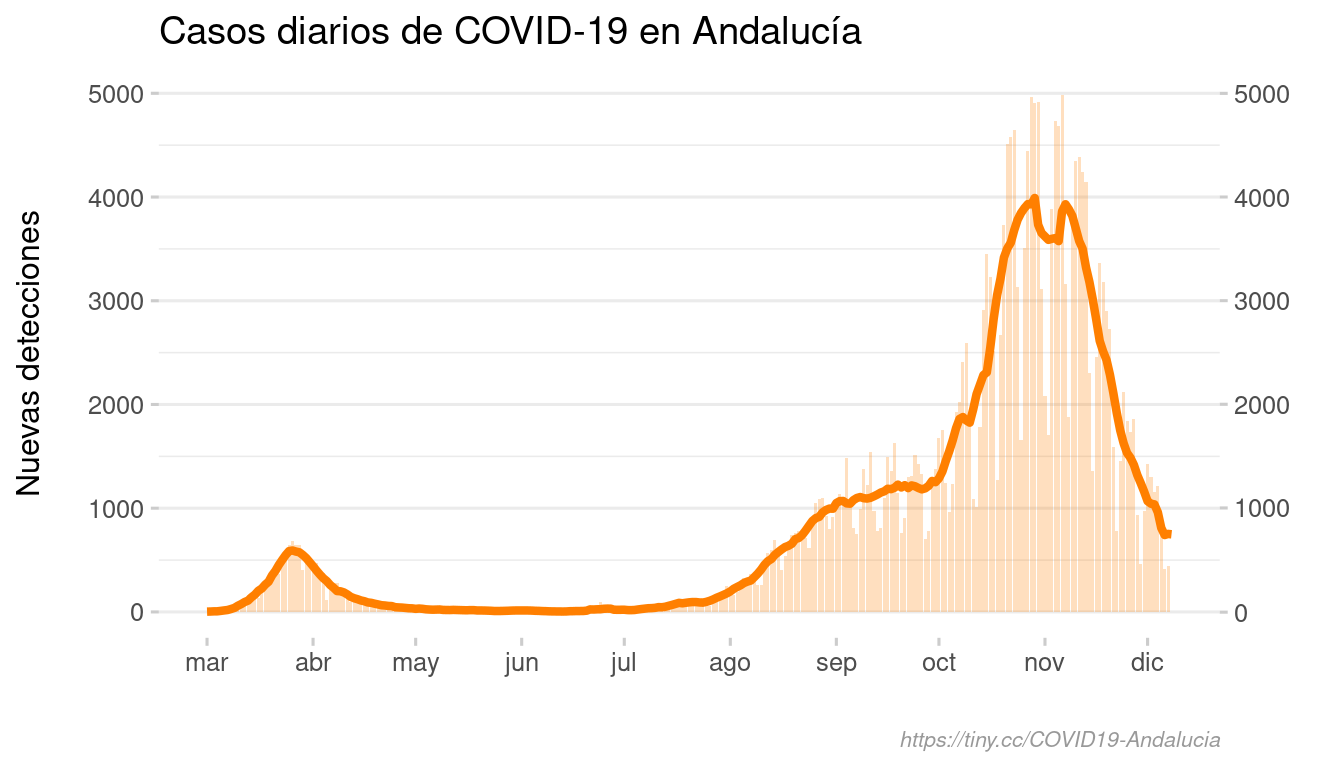 Casos diarios de COVID-19 en Andalucía
Nuevas detecciones
5000 5000
4000 4000
3000 3000
2000 2000
1000 1000
0 0
mar abr may jun jul ago sep oct nov dic
https://tiny.cc/COVID19-Andalucia